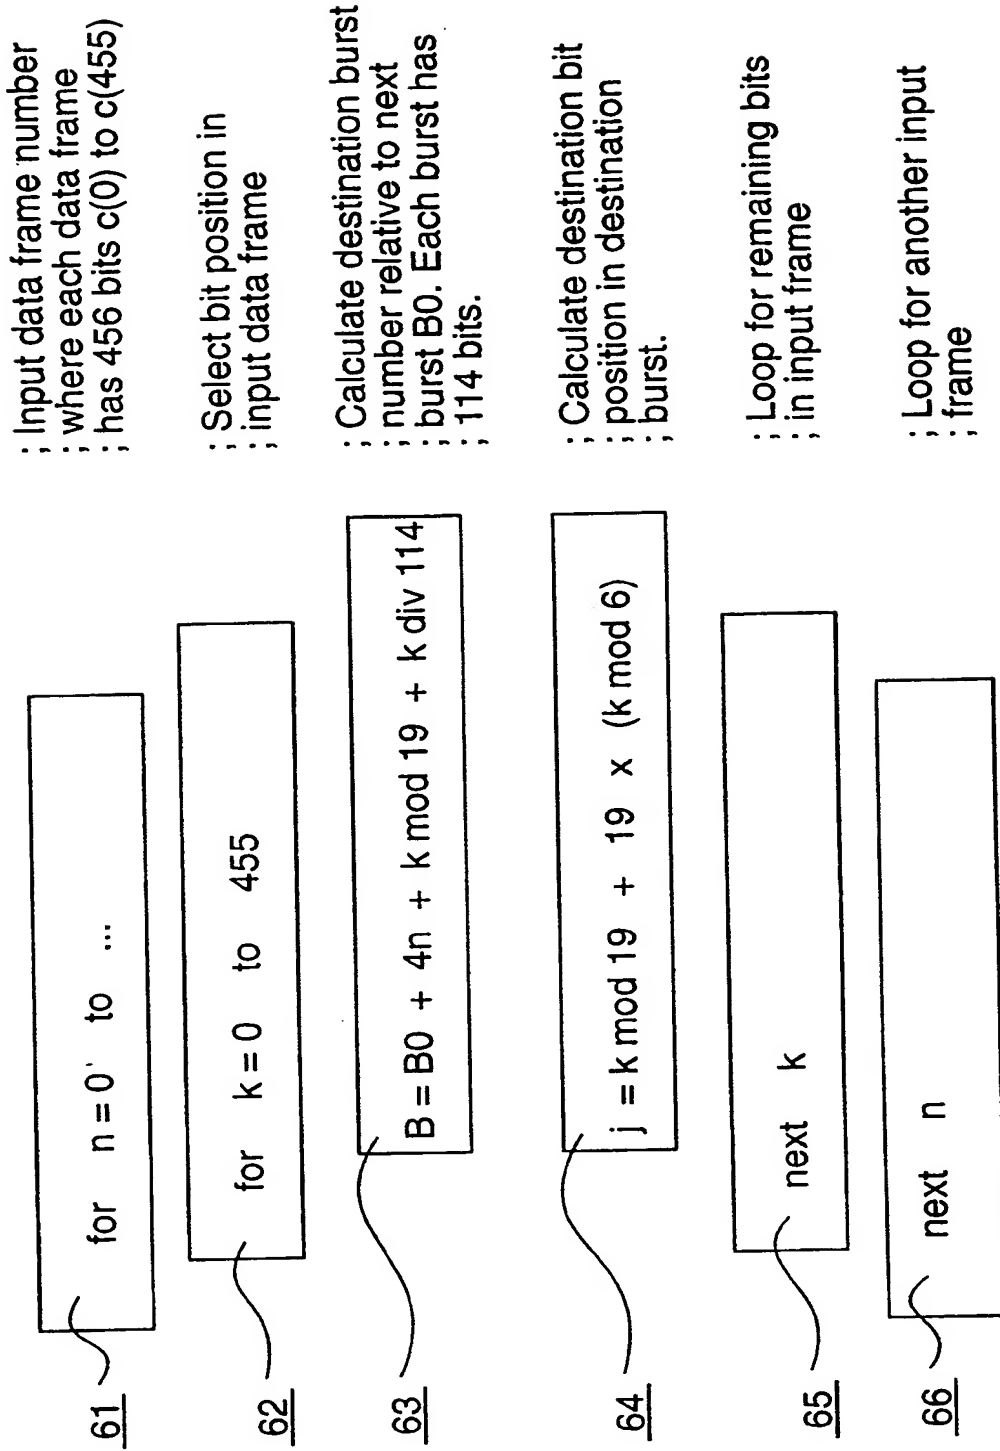 61
for n = 0 to ...
; Input data frame number
; where each data frame
; has 456 bits c(0) to c(455)
62
for k = 0 to 455
; Select bit position in
; input data frame
63
B = B0 + 4n + k mod 19 + k div 114
; Calculate destination burst
; number relative to next
; burst B0. Each burst has
; 114 bits.
64
j = k mod 19 + 19 x (k mod 6)
; Calculate destination bit
; position in destination
; burst.
65
next k
; Loop for remaining bits
; in input frame
66
next n
; Loop for another input
; frame